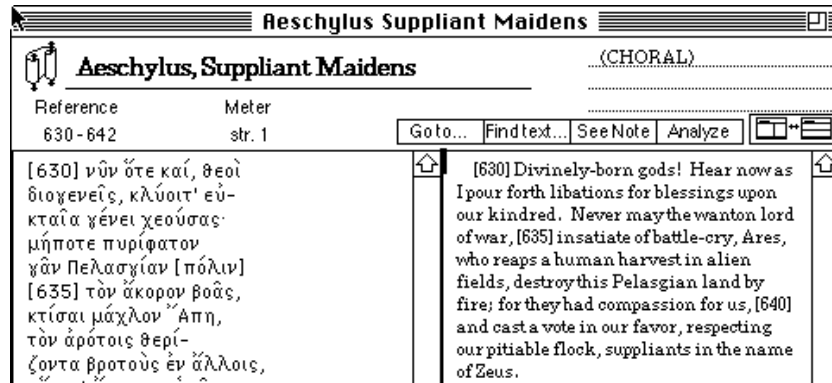 Aeschylus Suppliant Maidens
Aeschylus, Suppliant Maidens
(CHORAL)
Reference
Meter
630-642
str. 1
Go to...
Find text...
See Note
Analyze
[630] νῦν ὅτε καί, θεοὶ
διογενεῖς, κλύοιτ' εὐ-
κταῖα γένει χεούσας·
μήποτε πυρίφατον
γᾶν Πελασγίαν [πόλιν]
[635] τὸν ἄκορον βοᾶς,
κτίσαι μάχλον Ἄπη,
τὸν ἀρότοις θερί-
ζοντα βροτοὺς ἐν ἄλλοις,
[630] Divinely-born gods! Hear now as
I pour forth libations for blessings upon
our kindred. Never may the wanton lord
of war, [635] insatiate of battle-cry, Ares,
who reaps a human harvest in alien
fields, destroy this Pelasgian land by
fire; for they had compassion for us, [640]
and cast a vote in our favor, respecting
our pitiable flock, suppliants in the name
of Zeus.